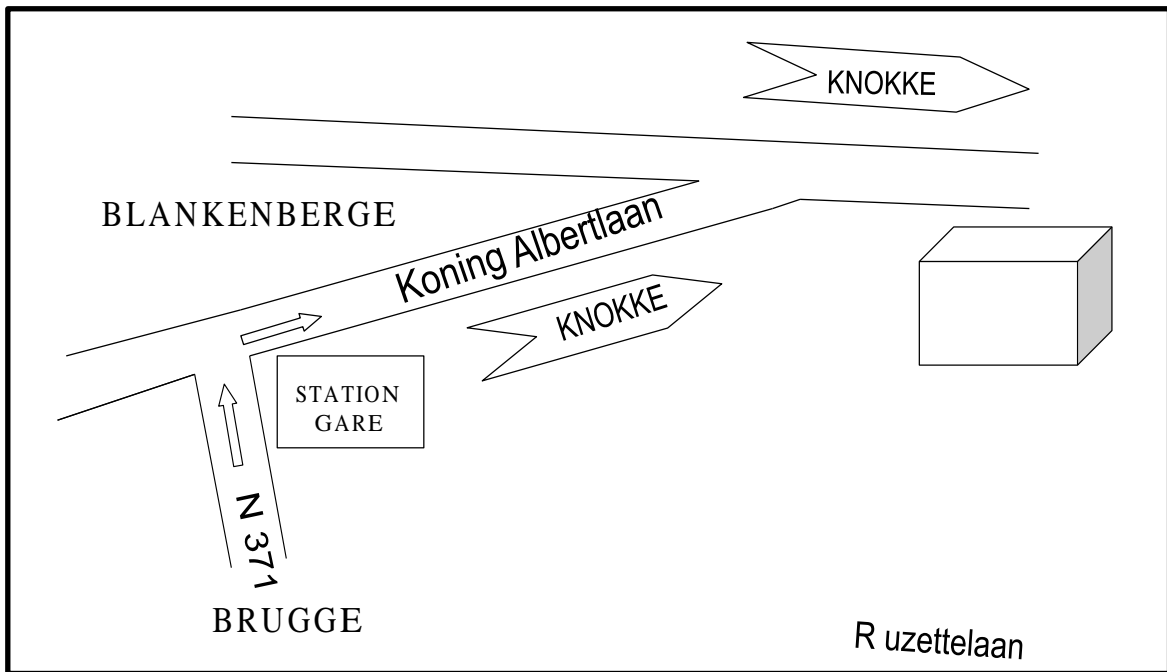 KNOKKE
BLANKENBERGE
Koning Albertlaan
KNOKKE
STATION
GARE
N 371
BRUGGE
R uzettelaan